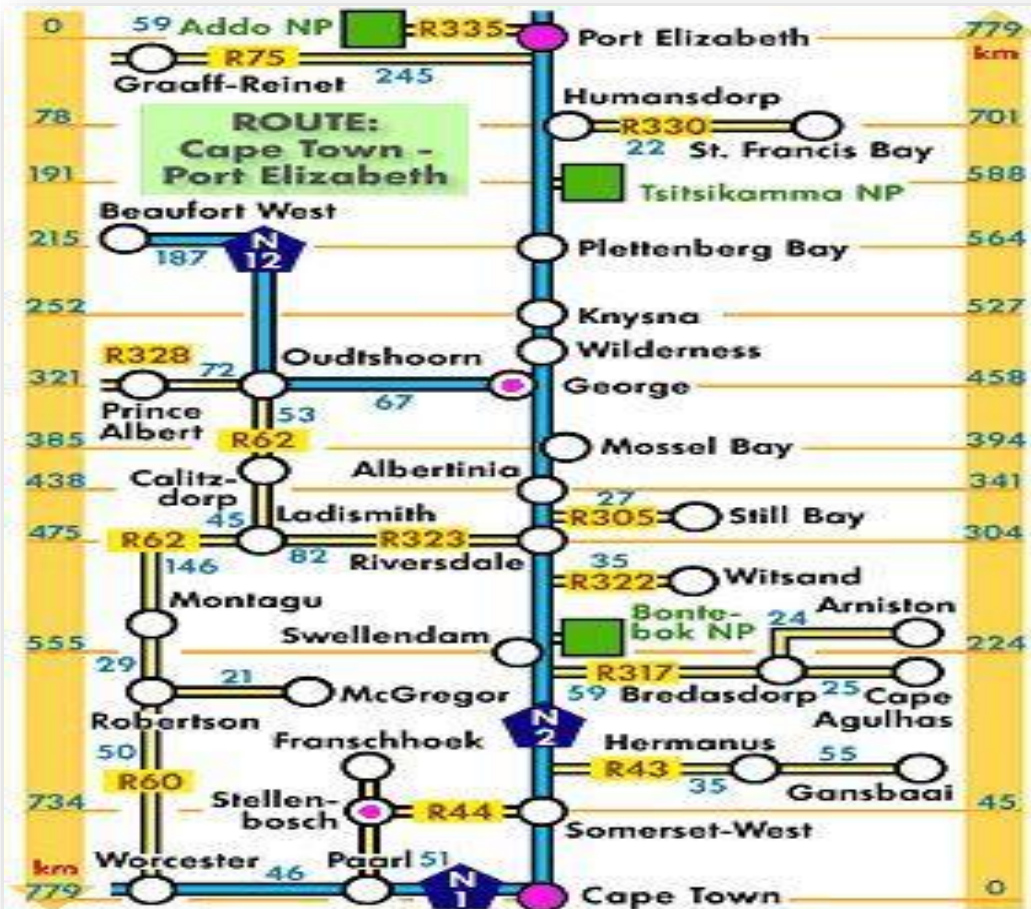 0 59 Addo NP R335 Port Elizabeth 779
km
R75
Graaff-Reinet 245
Humansdorp
78 ROUTE: R330 701
Cape Town - 22 St. Francis Bay
191 Port Elizabeth Tsitsikamma NP 588
Beaufort West
215 N Plettenberg Bay 564
187 12
252 Knysna 527
R328 Oudtshoorn Wilderness
321 72 George 458
Prince 53 67
Albert
385 R62 Mossel Bay 394
Calitz- Albertinia
438 dorp 27 341
45 Ladismith R305 Still Bay
475 R62 R323 304
146 82 Riversdale 35
R322 Witsand
Montagu Bonte- 24 Arniston
Swellendam bok NP
555 224
29 21 R317
McGregor 59 Bredasdorp 25 Cape
Robertson N Agulhas
Franschhoek 2 Hermanus
50 55
R60 R43
Stellen- 35 Gansbaai
734 bosch R44 45
Somerset-West
km Worcester Paarl 51
46 N
779 1 Cape Town 0